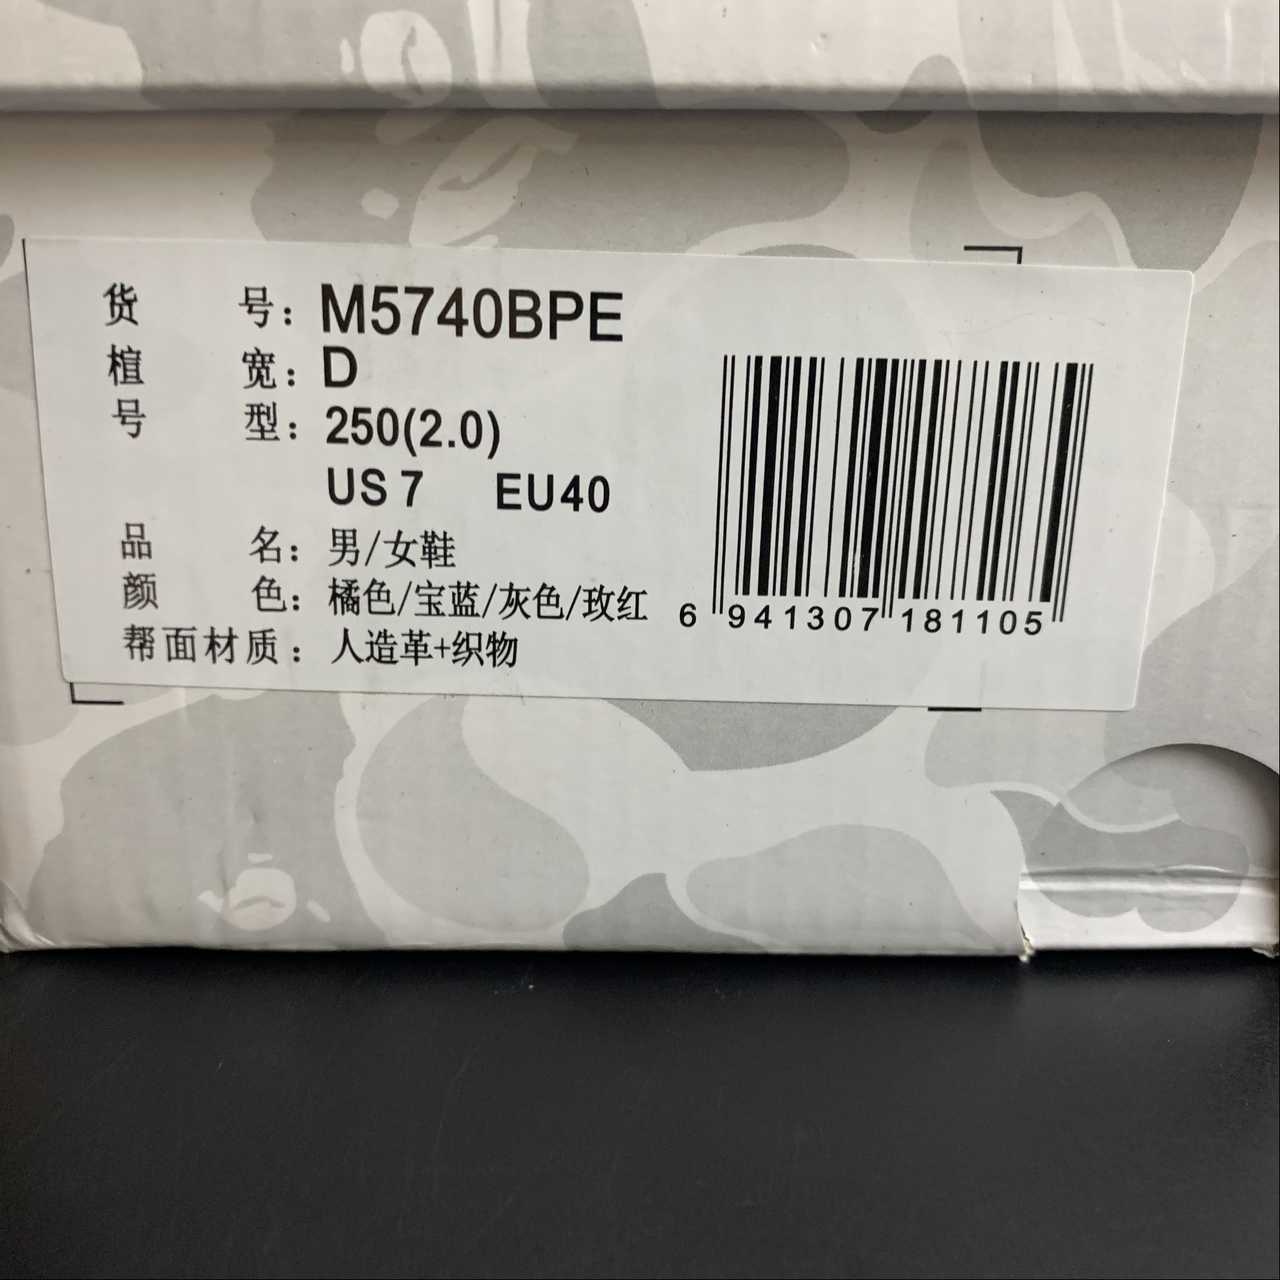 货 号: M5740BPE
楦 宽: D
号 型: 250(2.0)
US 7 EU40
品 名: 男/女鞋
颜 色: 橘色/宝蓝/灰色/玫红
帮面材质: 人造革+织物
6 941307 181105